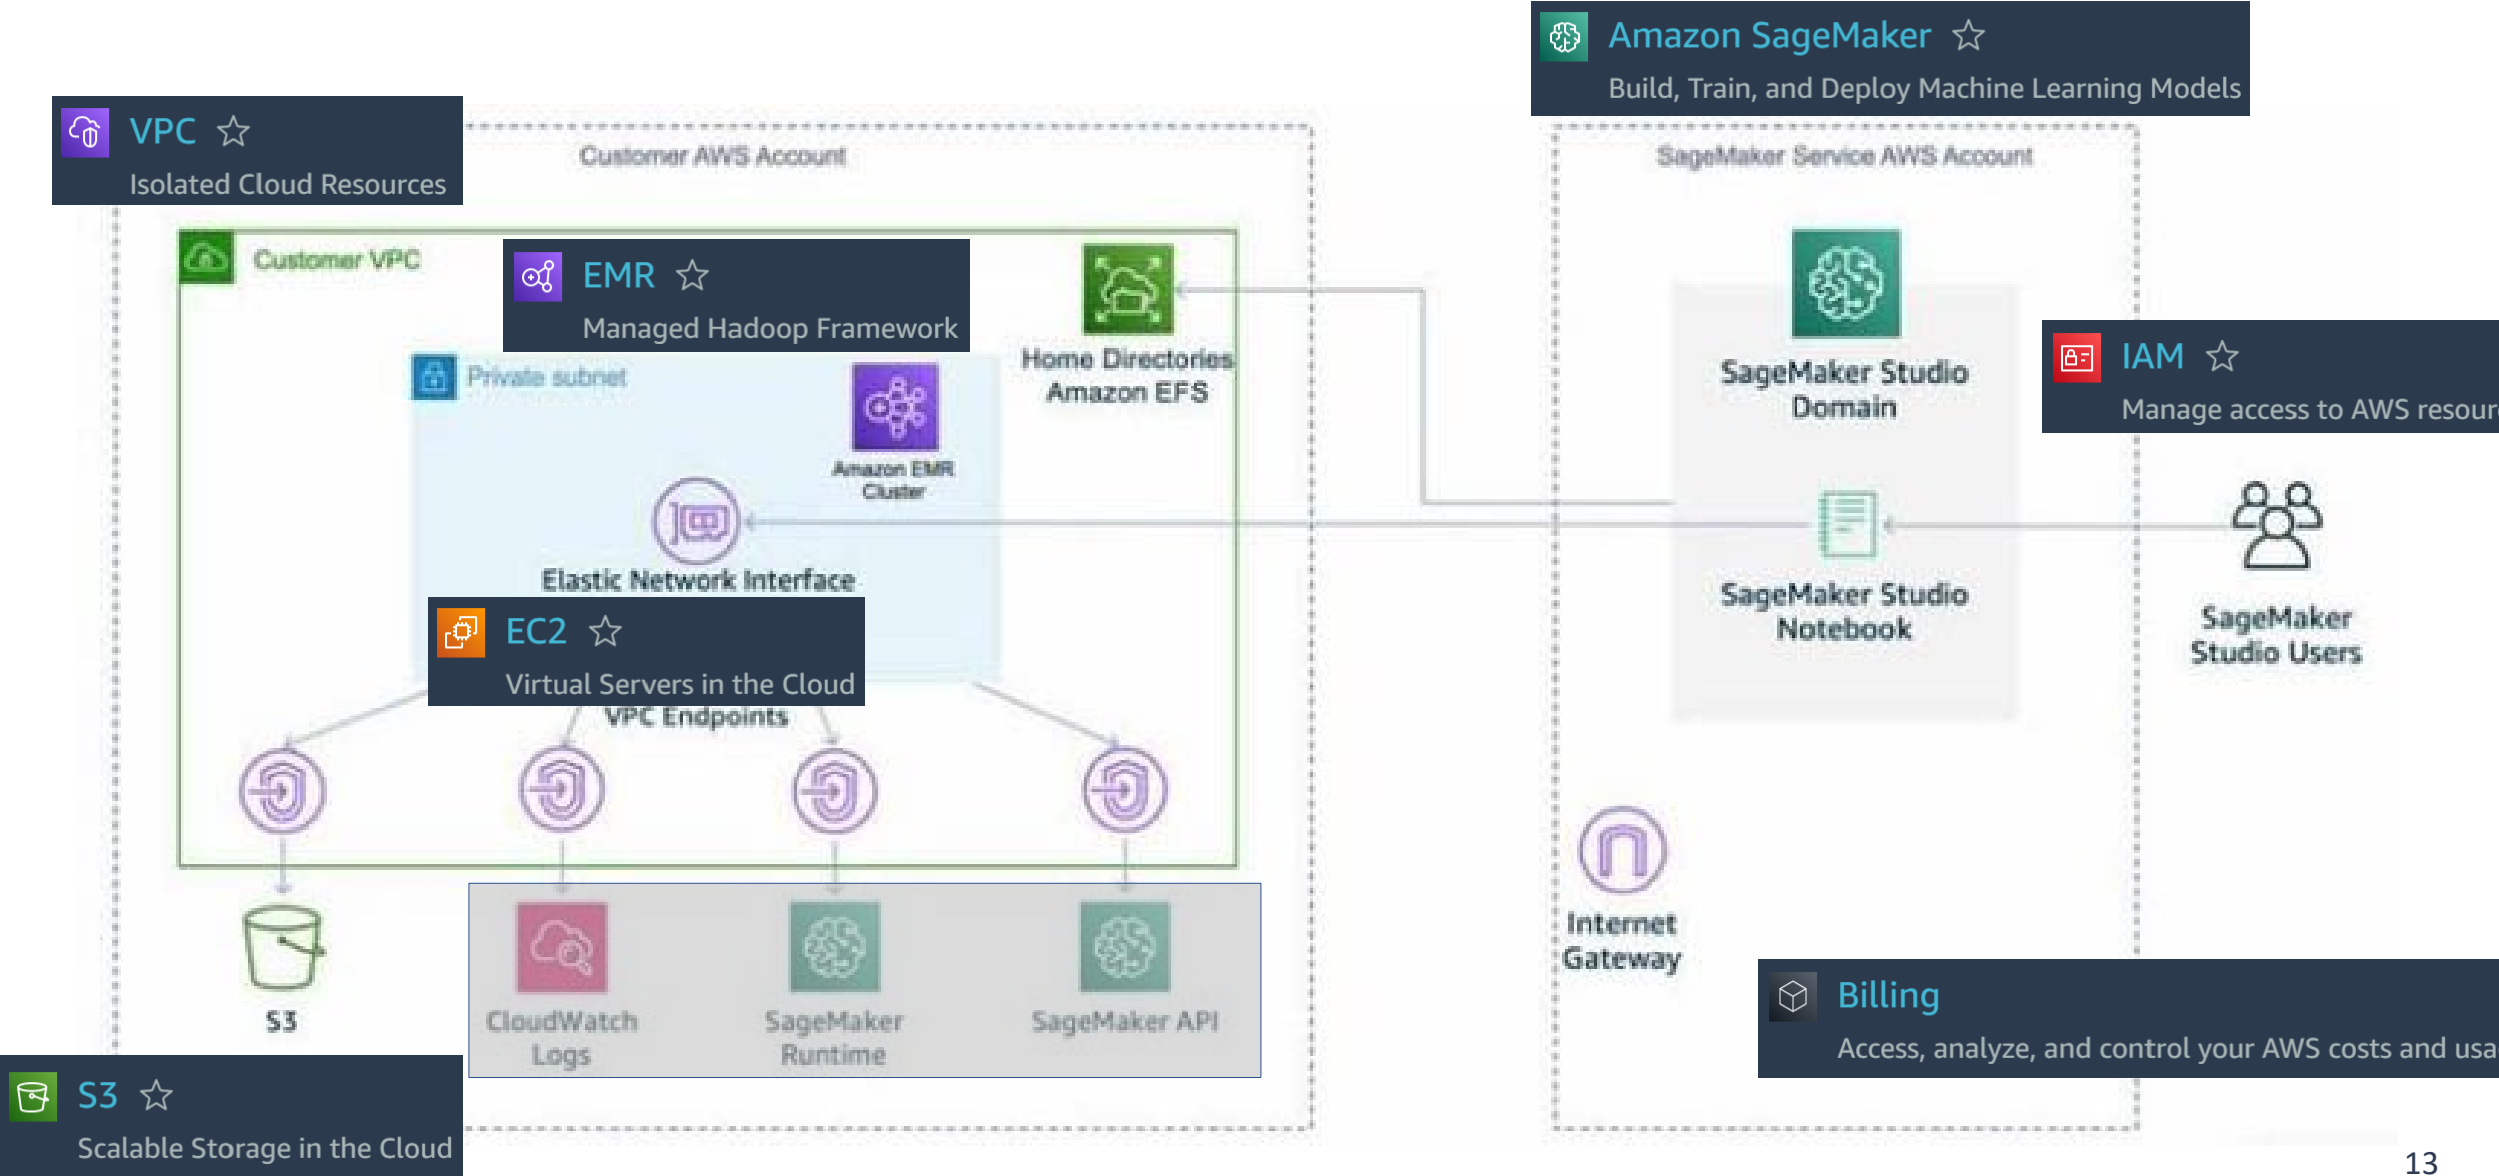 Amazon SageMaker
Build, Train, and Deploy Machine Learning Models
VPC
Isolated Cloud Resources
Customer AWS Account
SageMaker Service AWS Account
Customer VPC
EMR
Managed Hadoop Framework
Home Directories
Amazon EFS
Private subnet
Amazon EMR
Cluster
SageMaker Studio
Domain
IAM
Manage access to AWS resour
Elastic Network Interface
SageMaker Studio
Notebook
SageMaker
Studio Users
EC2
Virtual Servers in the Cloud
VPC Endpoints
Internet
Gateway
S3
CloudWatch
Logs
SageMaker
Runtime
SageMaker API
Billing
Access, analyze, and control your AWS costs and usa
S3
Scalable Storage in the Cloud
13